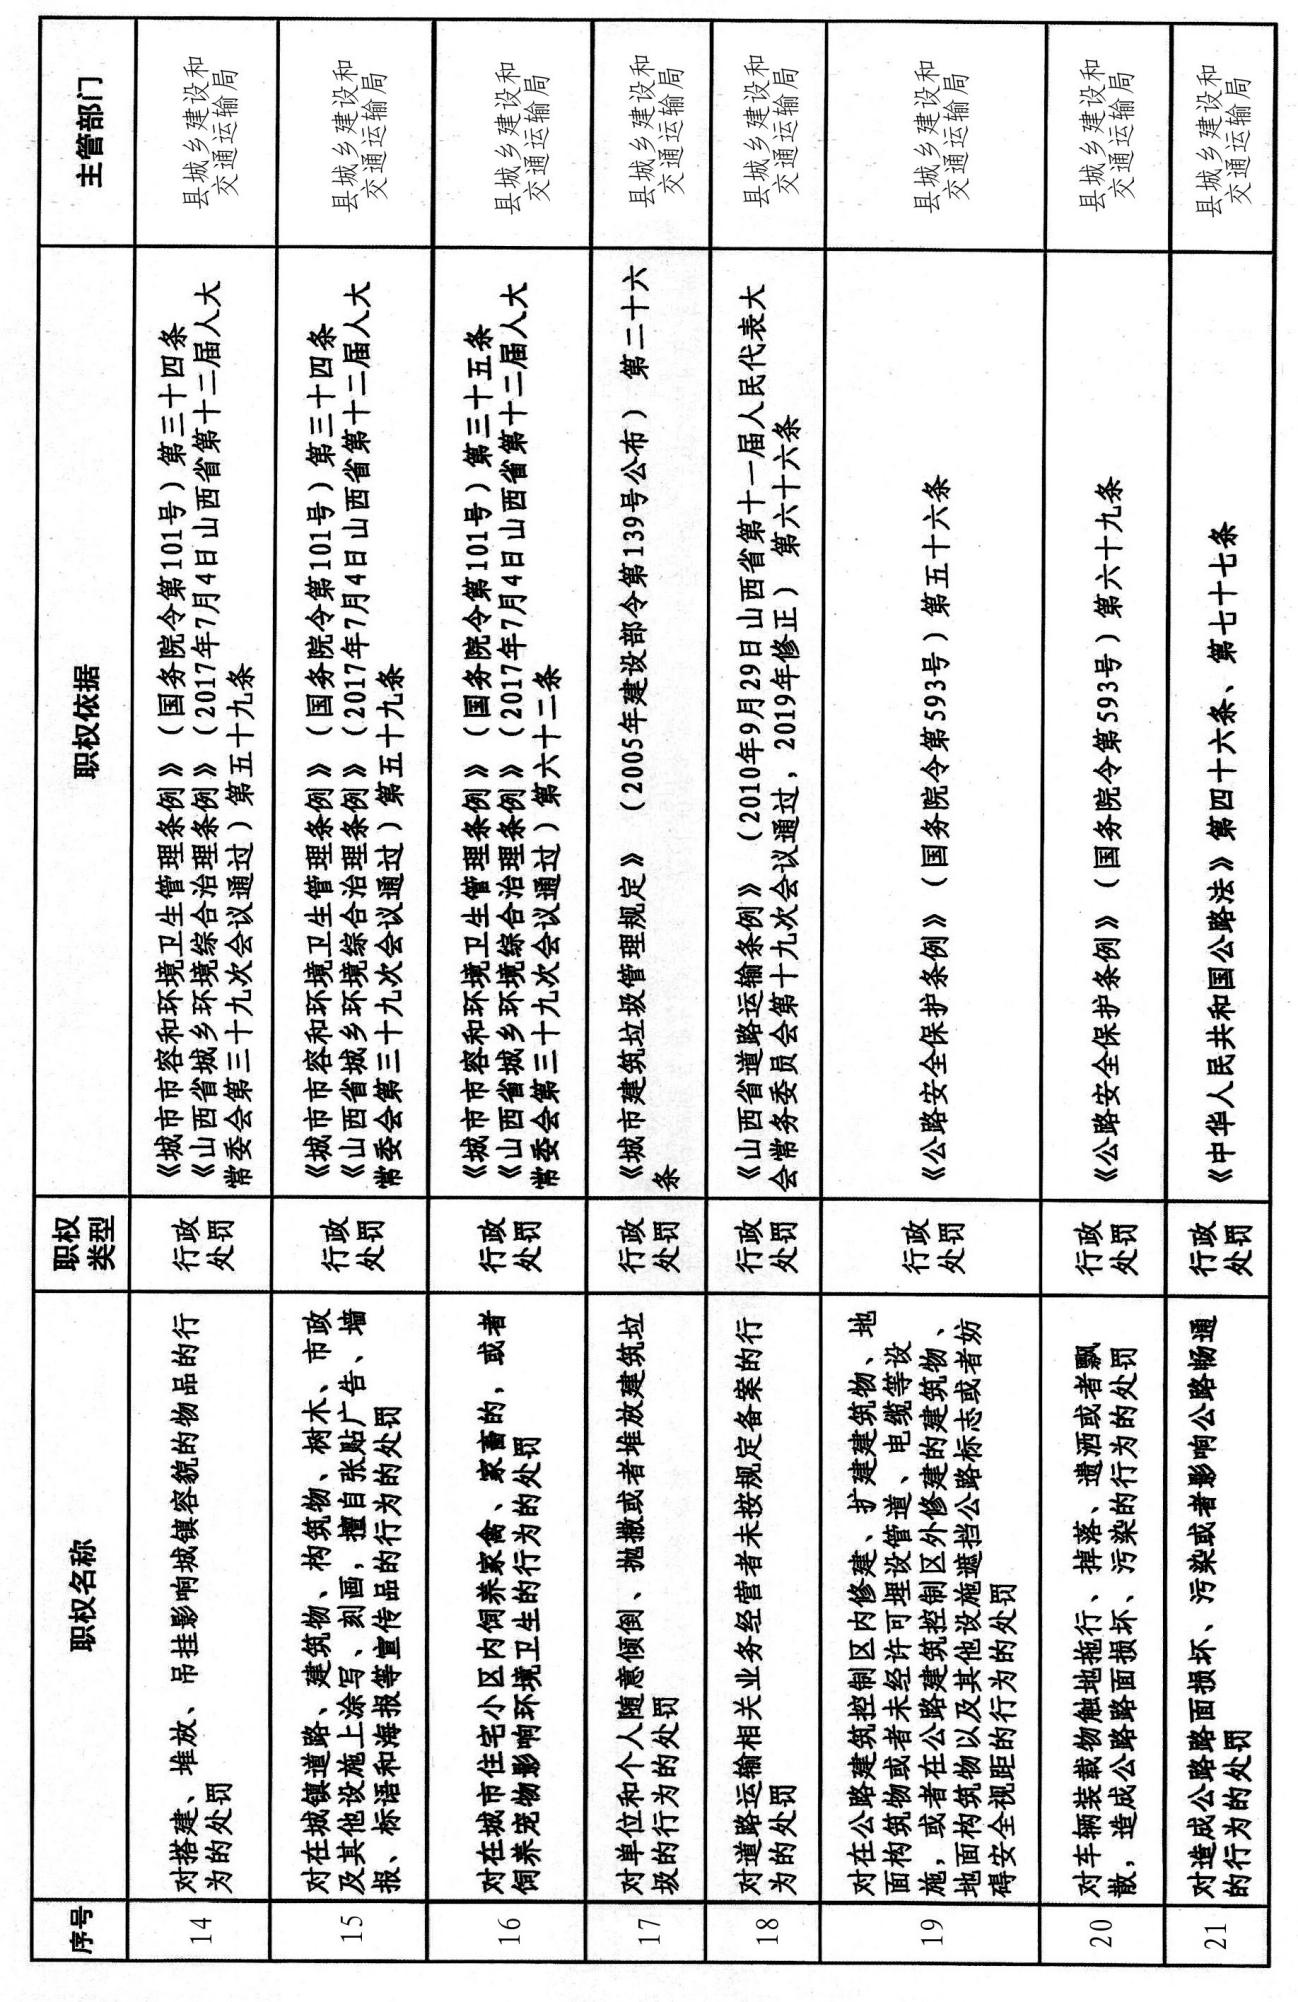 序号
职权名称
职权
类型
职权依据
主管部门
14
对搭建、堆放、吊挂影响城镇容貌的物品的行
为的处罚
行政
处罚
《城市市容和环境卫生管理条例》（国务院令第101号）第三十四条
《山西省城乡环境综合治理条例》（2017年7月4日山西省第十二届人大
常委会第三十九次会议通过）第五十九条
县城乡建设和
交通运输局
15
对在城镇道路、建筑物、构筑物、树木、市政
及其他设施上涂写、刻画，擅自张贴广告、墙
报、标语和海报等宣传品的行为的处罚
行政
处罚
《城市市容和环境卫生管理条例》（国务院令第101号）第三十四条
《山西省城乡环境综合治理条例》（2017年7月4日山西省第十二届人大
常委会第三十九次会议通过）第五十九条
县城乡建设和
交通运输局
16
对在城市住宅小区内饲养家禽、家畜的，或者
饲养宠物影响环境卫生的行为的处罚
行政
处罚
《城市市容和环境卫生管理条例》（国务院令第101号）第三十五条
《山西省城乡环境综合治理条例》（2017年7月4日山西省第十二届人大
常委会第三十九次会议通过）第六十二条
县城乡建设和
交通运输局
17
对单位和个人随意倾倒、抛撒或者堆放建筑垃
圾的行为的处罚
行政
处罚
《城市建筑垃圾管理规定》（2005年建设部令第139号公布）第二十六
条
县城乡建设和
交通运输局
18
对道路运输相关业务经营者未按规定备案的行
为的处罚
行政
处罚
《山西省道路运输条例》（2010年9月29日山西省第十一届人民代表大
会常务委员会第十九次会议通过，2019年修正）第六十六条
县城乡建设和
交通运输局
19
对在公路建筑控制区内修建、扩建建筑物、地
面构筑物或者未经许可埋设管道、电缆等设
施，或者在公路建筑控制区外修建的建筑物、
地面构筑物以及其他设施遮挡公路标志或者妨
碍安全视距的行为的处罚
行政
处罚
《公路安全保护条例》（国务院令第593号）第五十六条
县城乡建设和
交通运输局
20
对车辆装载物触地拖行、掉落、遗洒或者飘
散，造成公路路面损坏、污染的行为的处罚
行政
处罚
《公路安全保护条例》（国务院令第593号）第六十九条
县城乡建设和
交通运输局
21
对造成公路路面损坏、污染或者影响公路畅通
的行为的处罚
行政
处罚
《中华人民共和国公路法》第四十六条、第七十七条
县城乡建设和
交通运输局